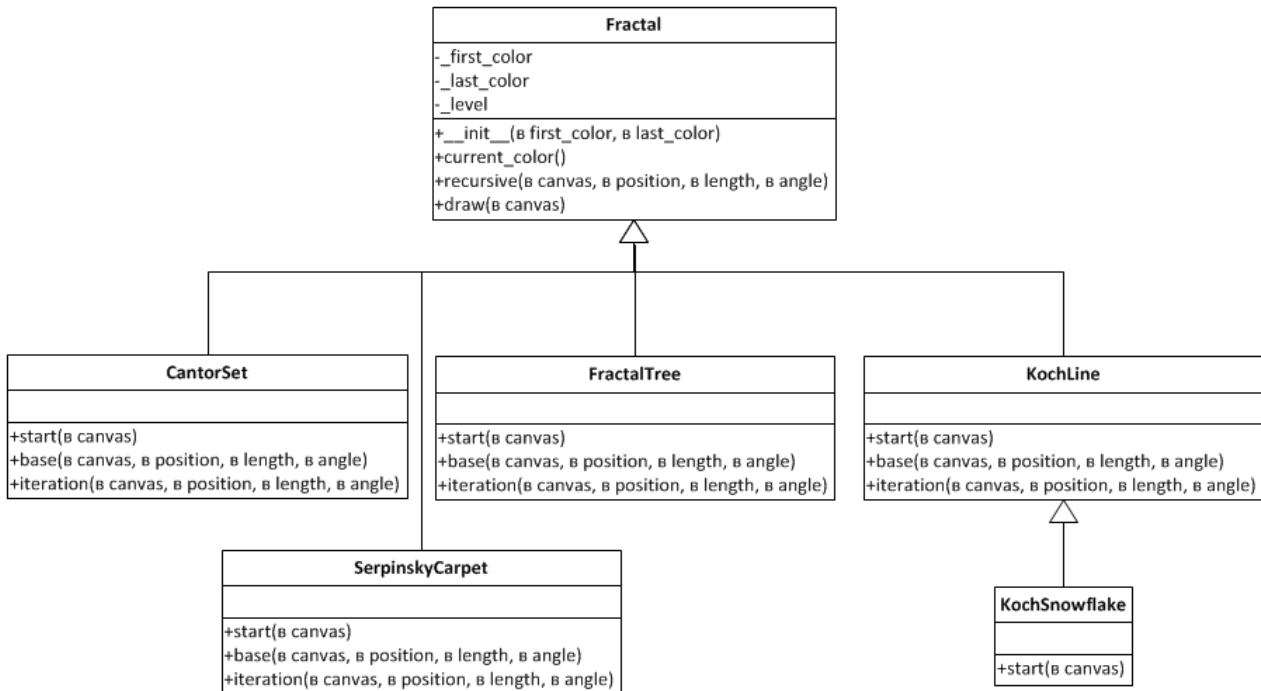 Fractal
-_first_color
-_last_color
-_level
+__init__(в first_color, в last_color)
+current_color()
+recursive(в canvas, в position, в length, в angle)
+draw(в canvas)
CantorSet
+start(в canvas)
+base(в canvas, в position, в length, в angle)
+iteration(в canvas, в position, в length, в angle)
FractalTree
+start(в canvas)
+base(в canvas, в position, в length, в angle)
+iteration(в canvas, в position, в length, в angle)
KochLine
+start(в canvas)
+base(в canvas, в position, в length, в angle)
+iteration(в canvas, в position, в length, в angle)
SerpinskyCarpet
+start(в canvas)
+base(в canvas, в position, в length, в angle)
+iteration(в canvas, в position, в length, в angle)
KochSnowflake
+start(в canvas)